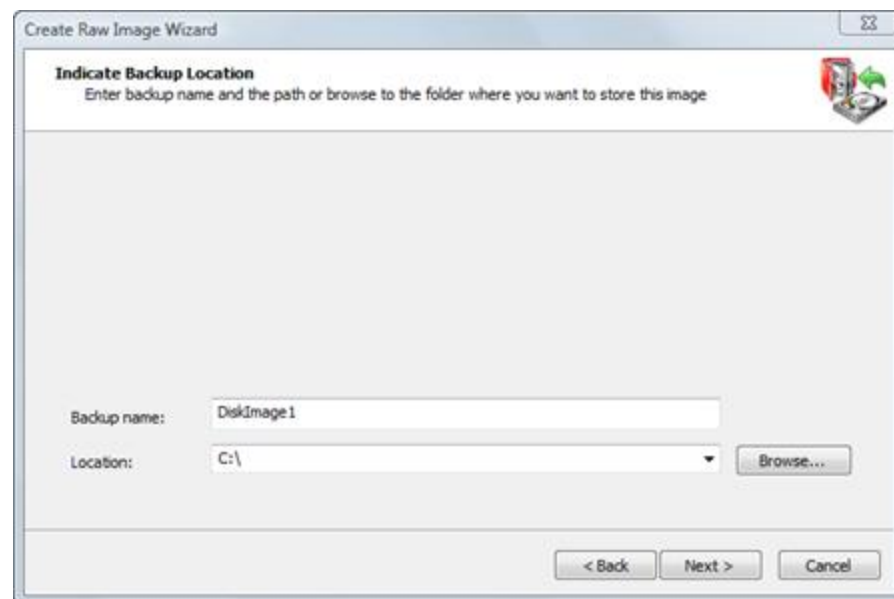 Create Raw Image Wizard
Indicate Backup Location
Enter backup name and the path or browse to the folder where you want to store this image
Backup name:
DiskImage1
Location:
C:\
Browse...
< Back
Next >
Cancel